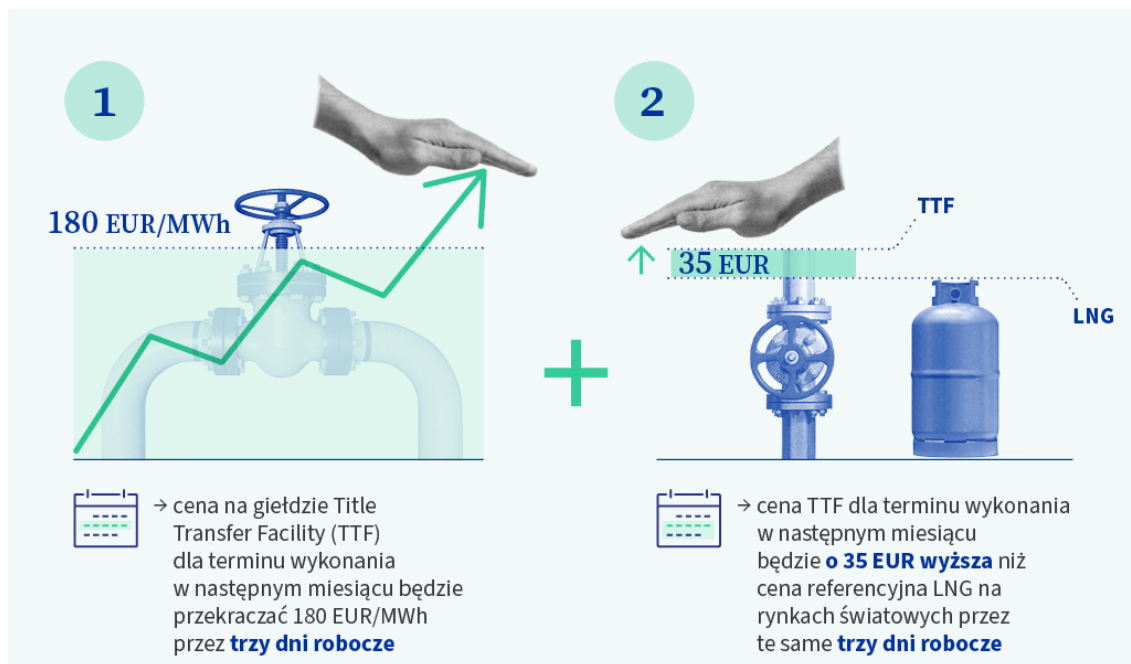 1
180 EUR/MWh
→ cena na giełdzie Title
Transfer Facility (TTF)
dla terminu wykonania
w następnym miesiącu będzie
przekraczać 180 EUR/MWh
przez trzy dni robocze
2
TTF
35 EUR
LNG
→ cena TTF dla terminu wykonania
w następnym miesiącu
będzie o 35 EUR wyższa niż
cena referencyjna LNG na
rynkach światowych przez
te same trzy dni robocze